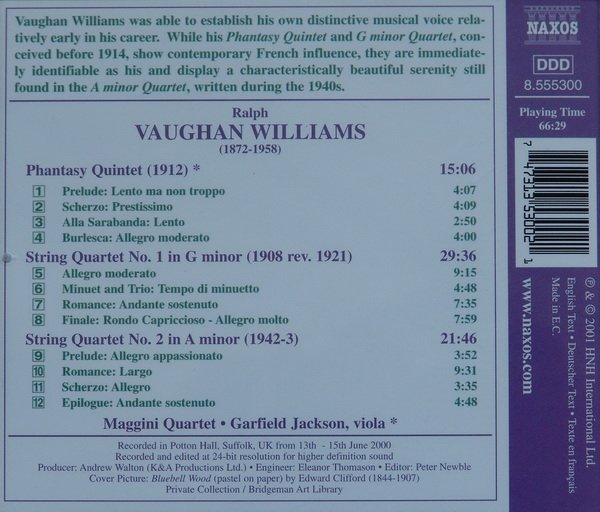 Vaughan Williams was able to establish his own distinctive musical voice rela-
tively early in his career. While his Phantasy Quintet and G minor Quartet, con-
ceived before 1914, show contemporary French influence, they are immediate-
ly identifiable as his and display a characteristically beautiful serenity still
found in the A minor Quartet, written during the 1940s.
Ralph
VAUGHAN WILLIAMS
(1872-1958)
Phantasy Quintet (1912) * 15:06
1 Prelude: Lento ma non troppo 4:07
2 Scherzo: Prestissimo 4:09
3 Alla Sarabanda: Lento 2:50
4 Burlesca: Allegro moderato 4:00
String Quartet No. 1 in G minor (1908 rev. 1921) 29:36
5 Allegro moderato 9:15
6 Minuet and Trio: Tempo di minuetto 4:48
7 Romance: Andante sostenuto 7:35
8 Finale: Rondo Capriccioso - Allegro molto 7:59
String Quartet No. 2 in A minor (1942-3) 21:46
9 Prelude: Allegro appassionato 3:52
10 Romance: Largo 9:31
11 Scherzo: Allegro 3:35
12 Epilogue: Andante sostenuto 4:48
Maggini Quartet • Garfield Jackson, viola *
Recorded in Potton Hall, Suffolk, UK from 13th - 15th June 2000
Recorded and edited at 24-bit resolution for higher definition sound
Producer: Andrew Walton (K&A Productions Ltd.) • Engineer: Eleanor Thomason • Editor: Peter Newble
Cover Picture: Bluebell Wood (pastel on paper) by Edward Clifford (1844-1907)
Private Collection / Bridgeman Art Library
NAXOS
DDD
8.555300
Playing Time
66:29
7 47313 53002 1
℗ & © 2001 HNH International Ltd.
English Text • Deutscher Text • Texte en français
Made in E.C.
www.naxos.com